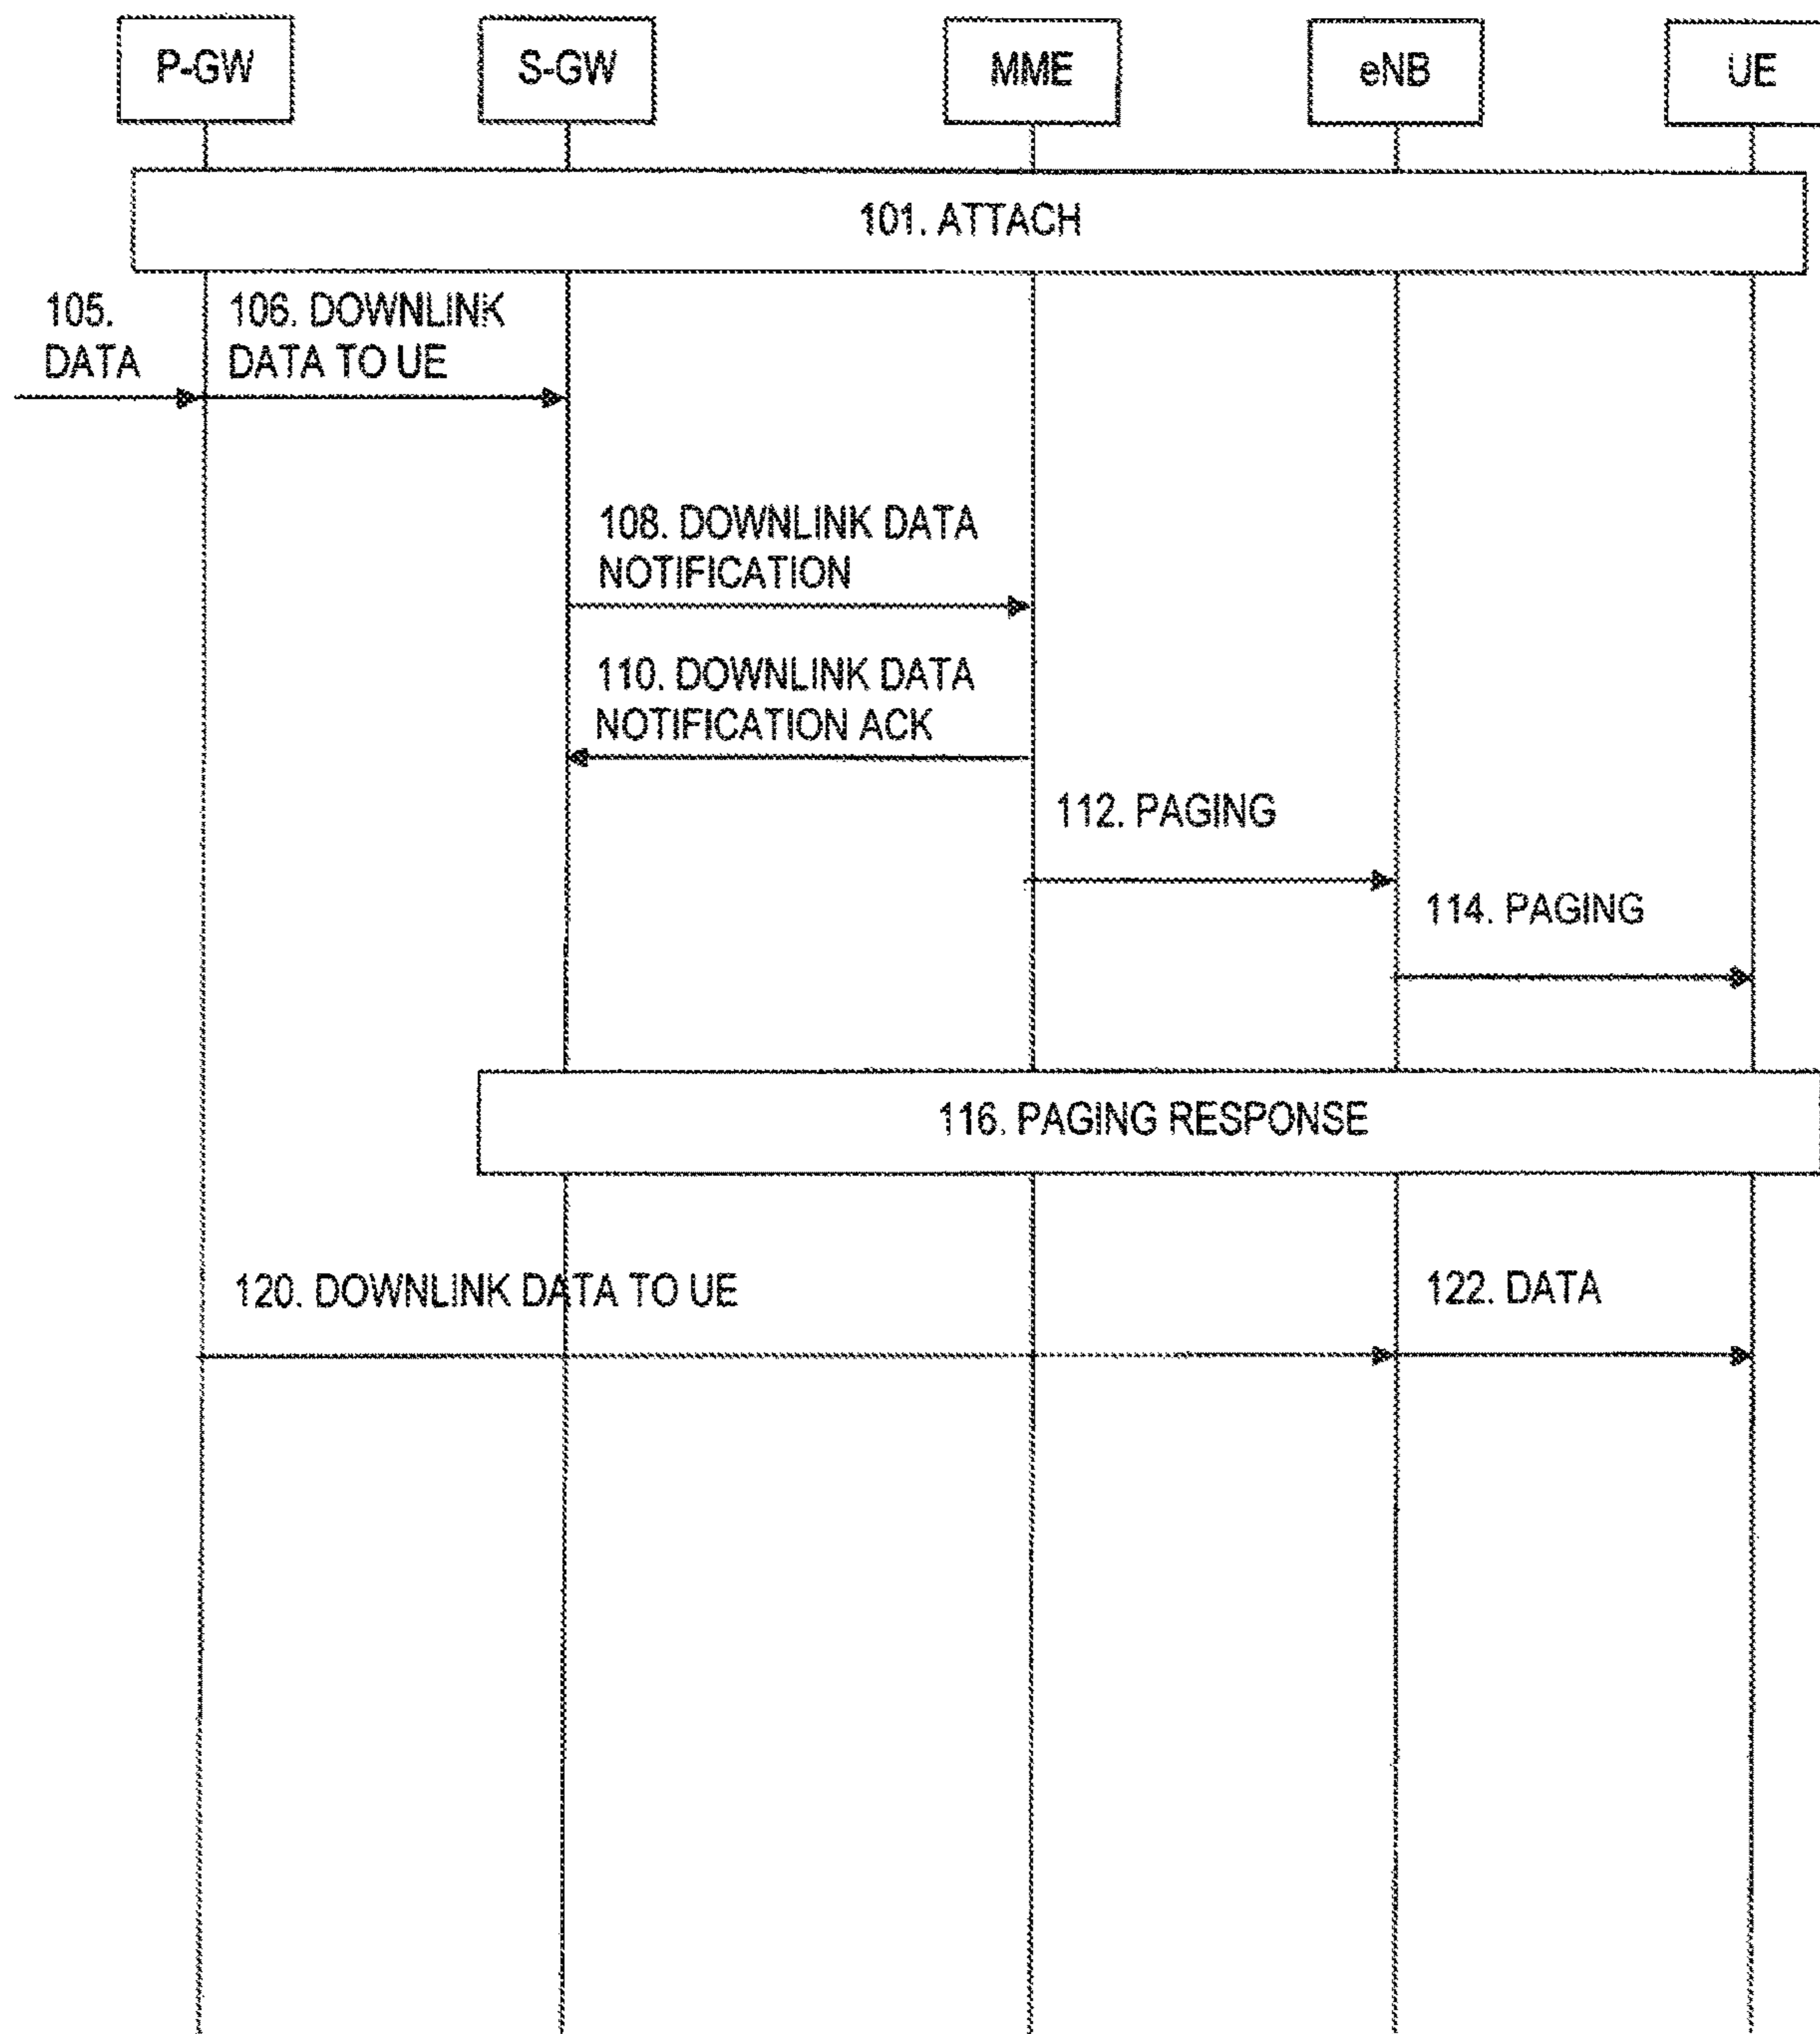 P-GW
S-GW
MME
eNB
UE
101. ATTACH
105.
DATA
106. DOWNLINK
DATA TO UE
108. DOWNLINK DATA
NOTIFICATION
110. DOWNLINK DATA
NOTIFICATION ACK
112. PAGING
114. PAGING
116. PAGING RESPONSE
120. DOWNLINK DATA TO UE
122. DATA